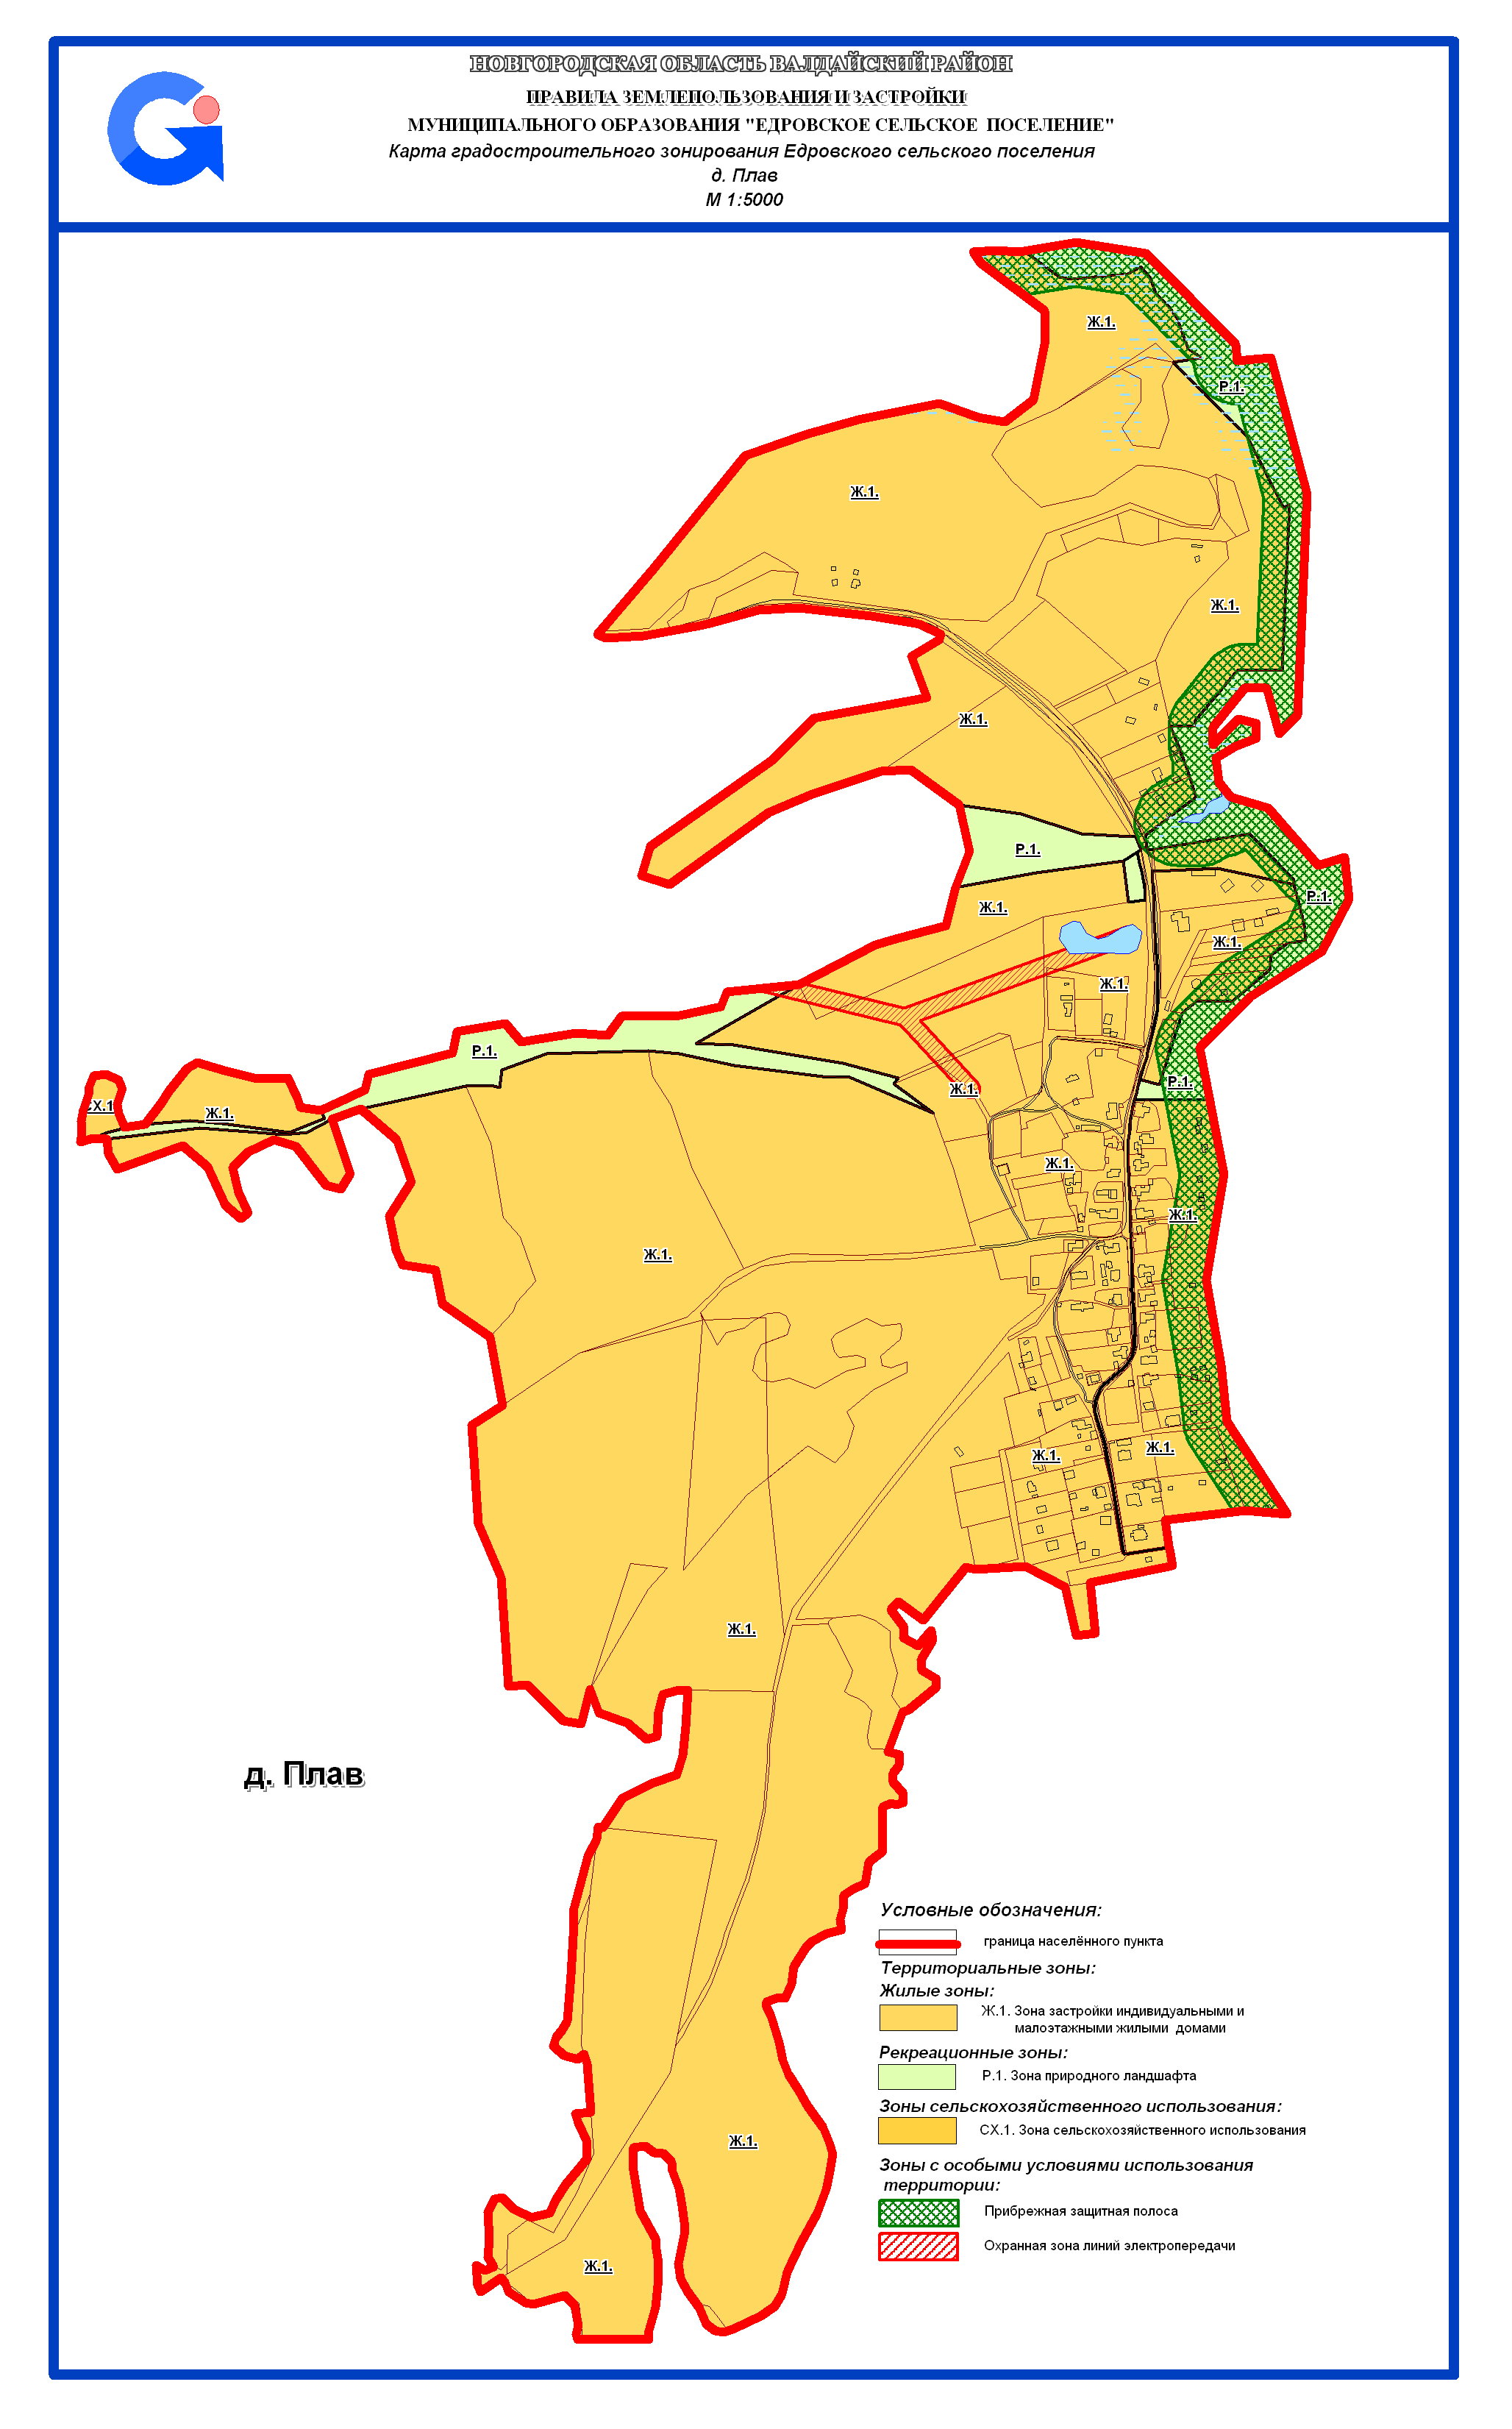 НОВГОРОДСКАЯ ОБЛАСТЬ ВАЛДАЙСКИЙ РАЙОН
ПРАВИЛА ЗЕМЛЕПОЛЬЗОВАНИЯ И ЗАСТРОЙКИ
МУНИЦИПАЛЬНОГО ОБРАЗОВАНИЯ "ЕДРОВСКОЕ СЕЛЬСКОЕ ПОСЕЛЕНИЕ"
Карта градостроительного зонирования Едровского сельского поселения
д. Плав
М 1:5000
Ж.1.
Р.1.
Ж.1.
Ж.1.
Ж.1.
Р.1.
Р.1.
Ж.1.
Ж.1.
Ж.1.
Р.1.
Р.1.
Ж.1.
СХ.1
Ж.1.
Ж.1.
Ж.1.
Ж.1.
Ж.1.
Ж.1.
Ж.1.
д. Плав
Условные обозначения:
граница населённого пункта
Территориальные зоны:
Жилые зоны:
Ж.1. Зона застройки индивидуальными и
малоэтажными жилыми домами
Рекреационные зоны:
Р.1. Зона природного ландшафта
Зоны сельскохозяйственного использования:
СХ.1. Зона сельскохозяйственного использования
Ж.1.
Зоны с особыми условиями использования
территории:
Прибрежная защитная полоса
Охранная зона линий электропередачи
Ж.1.